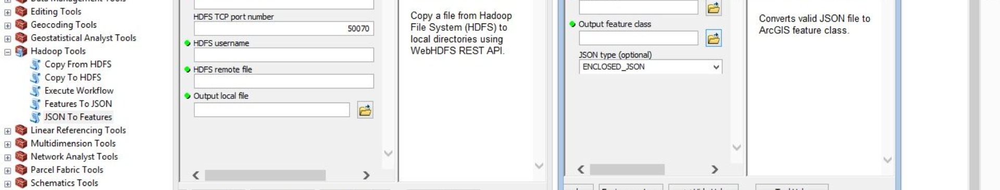 Data Management Tools
Editing Tools
Geocoding Tools
Geostatistical Analyst Tools
Hadoop Tools
Copy From HDFS
Copy To HDFS
Execute Workflow
Features To JSON
JSON To Features
Linear Referencing Tools
Multidimension Tools
Network Analyst Tools
Parcel Fabric Tools
Schematics Tools
HDFS TCP port number
50070
HDFS username
HDFS remote file
Output local file
Copy a file from Hadoop
File System (HDFS) to
local directories using
WebHDFS REST API.
Output feature class
JSON type (optional)
ENCLOSED_JSON
Converts valid JSON file to
ArcGIS feature class.